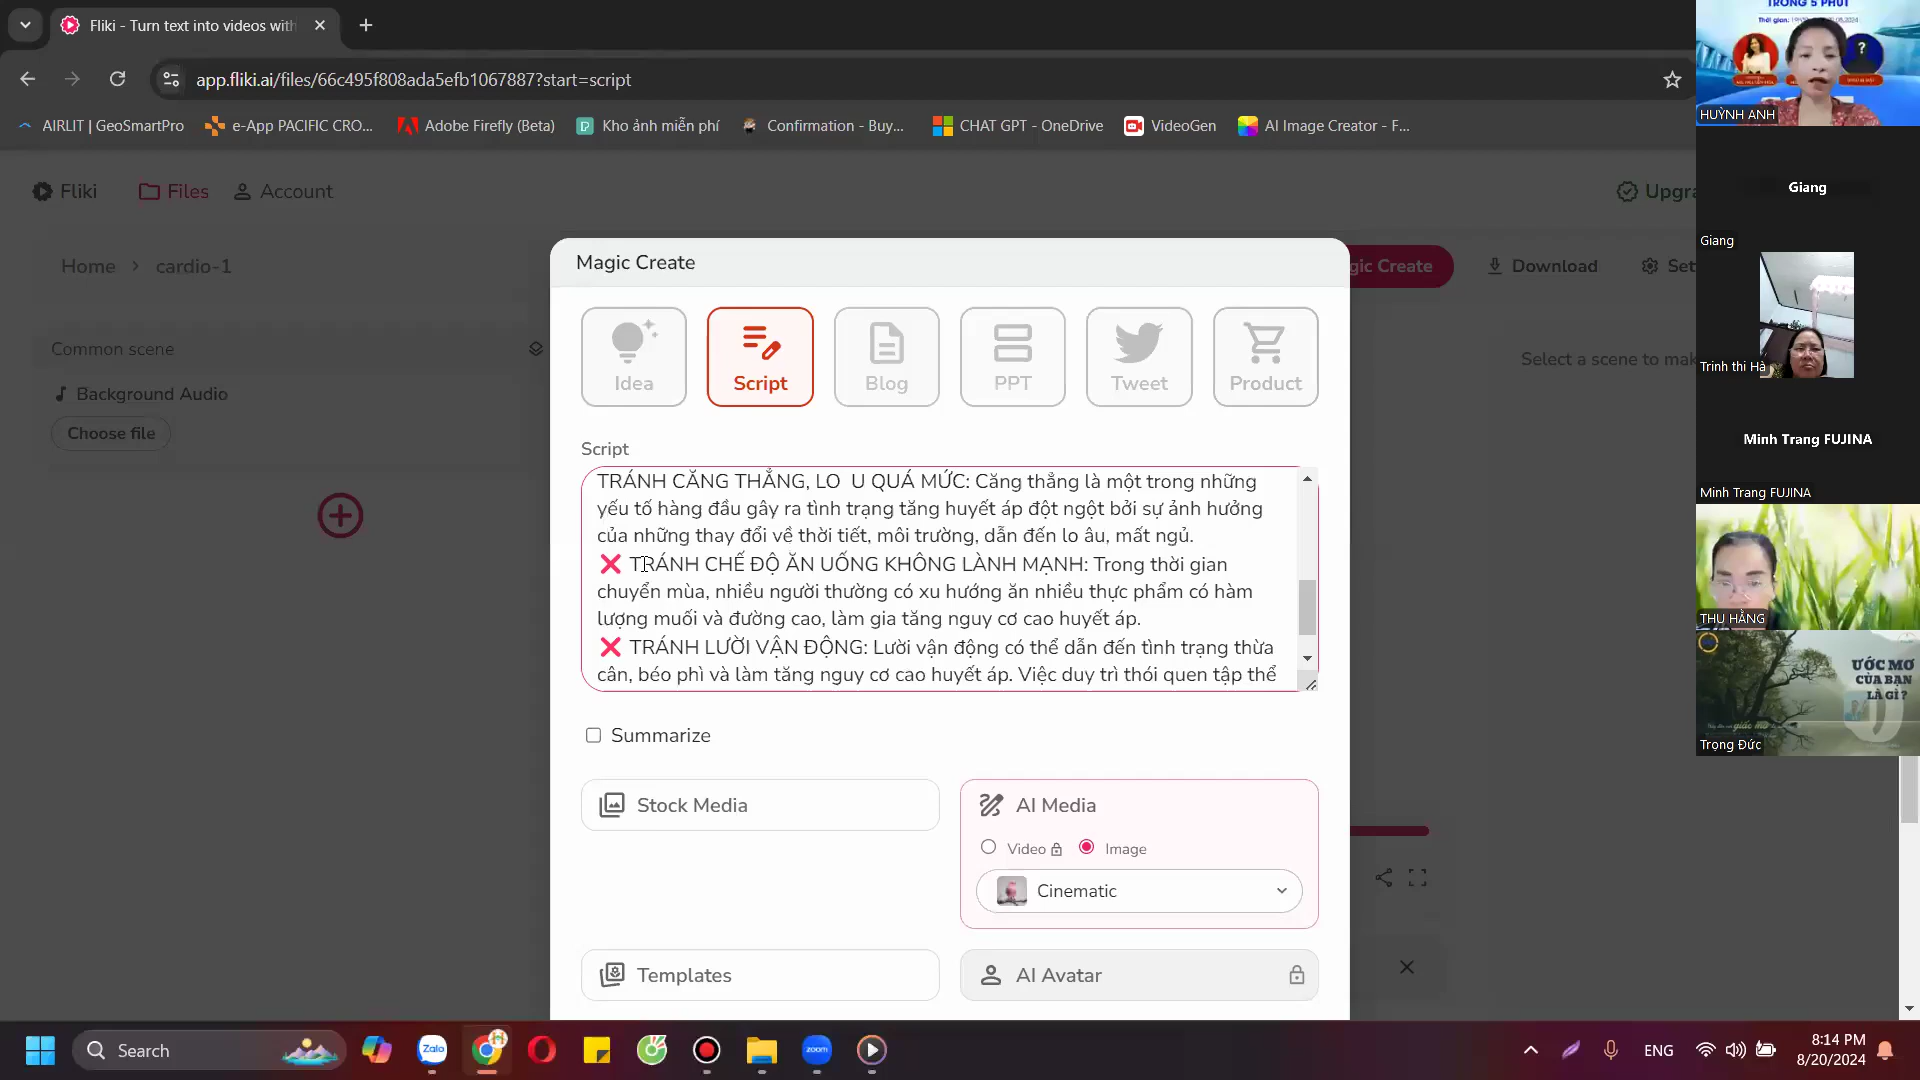 Fliki - Turn text into videos with
app.fliki.ai/files/66c495f808ada5efb1067887?start=script
AIRLIT | GeoSmartPro
e-App PACIFIC CRO...
Adobe Firefly (Beta)
Kho ảnh miễn phí
Confirmation - Buy...
CHAT GPT - OneDrive
VideoGen
AI Image Creator - F...
Fliki
Files
Account
Upgra
Home > cardio-1
gic Create
Download
Set
Common scene
Background Audio
Choose file
Select a scene to mak
Magic Create
Idea
Script
Blog
PPT
Tweet
Product
Script
TRÁNH CĂNG THẲNG, LO U QUÁ MỨC: Căng thẳng là một trong những
yếu tố hàng đầu gây ra tình trạng tăng huyết áp đột ngột bởi sự ảnh hưởng
của những thay đổi về thời tiết, môi trường, dẫn đến lo âu, mất ngủ.
❌ TRÁNH CHẾ ĐỘ ĂN UỐNG KHÔNG LÀNH MẠNH: Trong thời gian
chuyển mùa, nhiều người thường có xu hướng ăn nhiều thực phẩm có hàm
lượng muối và đường cao, làm gia tăng nguy cơ cao huyết áp.
❌ TRÁNH LƯỜI VẬN ĐỘNG: Lười vận động có thể dẫn đến tình trạng thừa
cân, béo phì và làm tăng nguy cơ cao huyết áp. Việc duy trì thói quen tập thể
Summarize
Stock Media
AI Media
Video
Image
Cinematic
Templates
AI Avatar
TRONG 5 PHÚT
HUỲNH ANH
Giang
Giang
Trinh thi Hà
Minh Trang FUJINA
Minh Trang FUJINA
THU HẰNG
ƯỚC MƠ
CỦA BẠN
LÀ GÌ ?
Trọng Đức
Search
Zalo
zoom
ENG
8:14 PM
8/20/2024